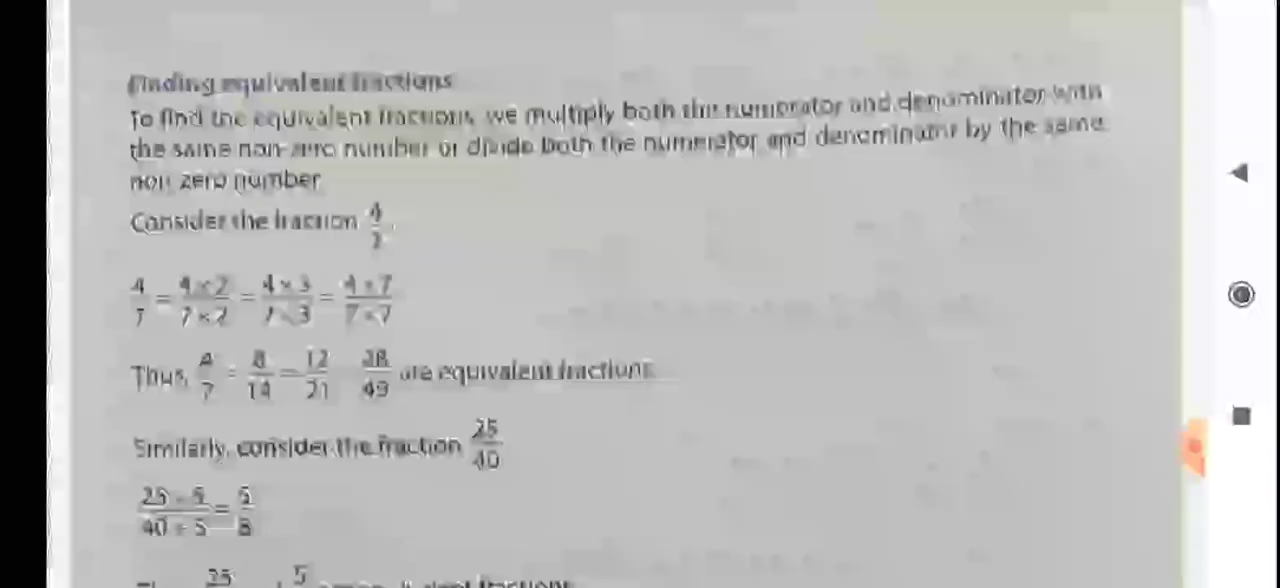 Finding equivalent fractions
To find the equivalent fractions, we multiply both the numerator and denominator with
the same non-zero number or divide both the numerator and denominator by the same
non zero number
Consider the fraction 4/7.
4/7 = 4×2/7×2 = 4×3/7×3 = 4×7/7×7
Thus, 4/7 = 8/14 = 12/21 28/49 are equivalent fractions
Similarly, consider the fraction 25/40
25÷5/40÷5 = 5/8
25 5 fractions